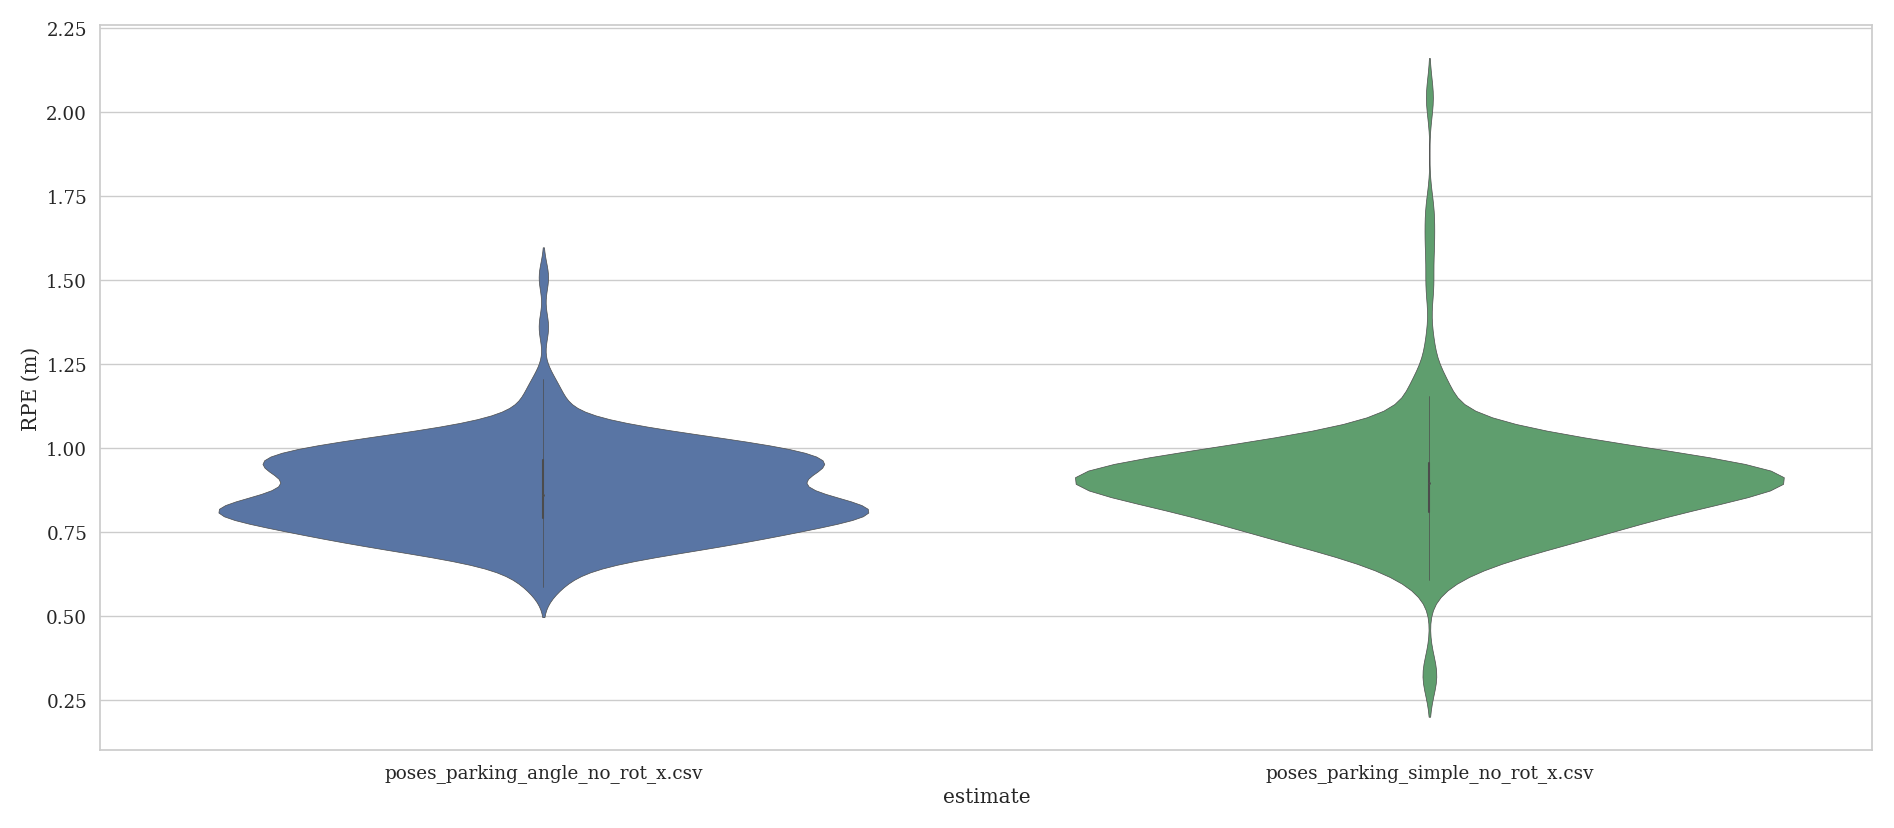 2.25
2.00
1.75
1.50
1.25
1.00
0.75
0.50
0.25
RPE (m)
poses_parking_angle_no_rot_x.csv
poses_parking_simple_no_rot_x.csv
estimate